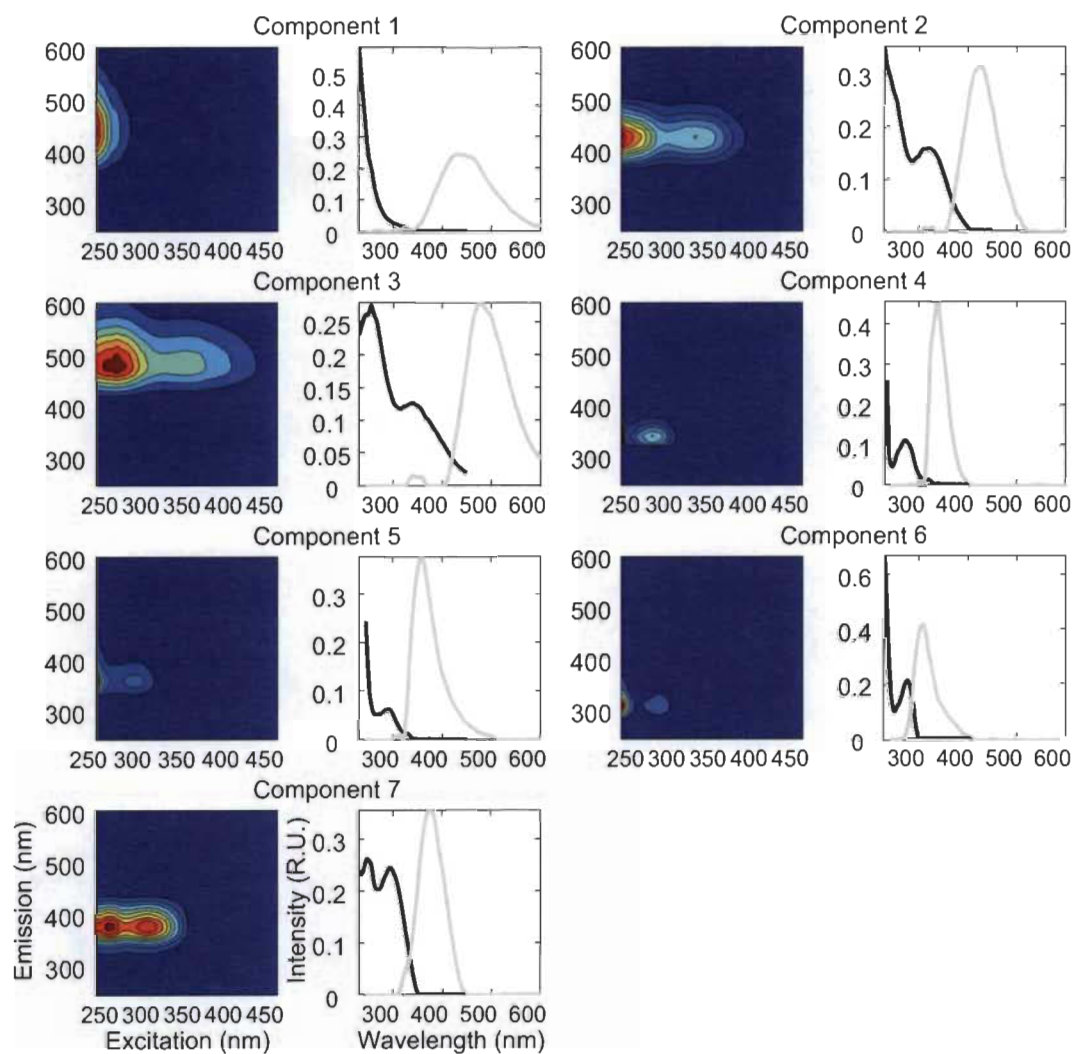 Component 1
600
500
400
300
250 300 350 400 450
0.5
0.4
0.3
0.2
0.1
0
300 400 500 600
Component 2
600
500
400
300
250 300 350 400 450
0.3
0.2
0.1
0
300 400 500 600
Component 3
600
500
400
300
250 300 350 400 450
0.25
0.2
0.15
0.1
0.05
0
300 400 500 600
Component 4
600
500
400
300
250 300 350 400 450
0.4
0.3
0.2
0.1
0
300 400 500 600
Component 5
600
500
400
300
250 300 350 400 450
0.3
0.2
0.1
0
300 400 500 600
Component 6
600
500
400
300
250 300 350 400 450
0.6
0.4
0.2
0
300 400 500 600
Component 7
Emission (nm)
600
500
400
300
250 300 350 400 450
Excitation (nm)
Intensity (R.U.)
0.3
0.2
0.1
0
300 400 500 600
Wavelength (nm)